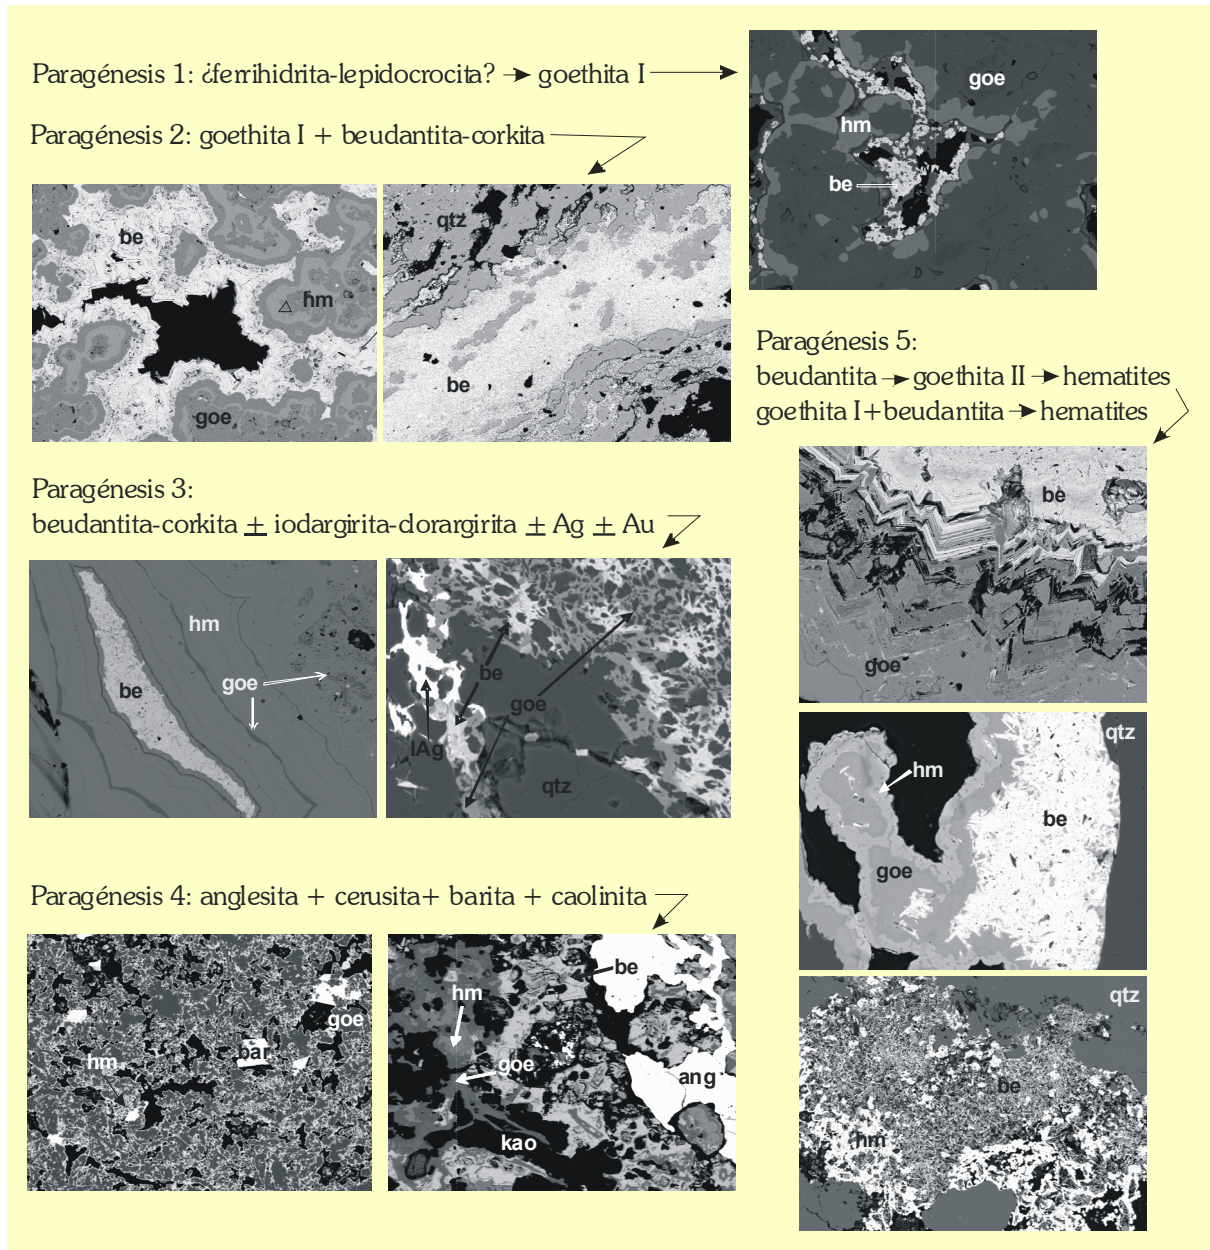 Paragénesis 1: ¿ferrihidrita-lepidocrocita? → goethita I
goe
hm
be
Paragénesis 2: goethita I + beudantita-corkita
be
hm
goe
qtz
be
Paragénesis 3:
beudantita-corkita ± iodargirita-dorargirita ± Ag ± Au
hm
be
goe
be
goe
IAg
qtz
Paragénesis 4: anglesita + cerusita+ barita + caolinita
goe
hm
bar
be
hm
goe
ang
kao
Paragénesis 5:
beudantita → goethita II → hematites
goethita I+beudantita → hematites
be
goe
qtz
hm
be
goe
qtz
be
hm